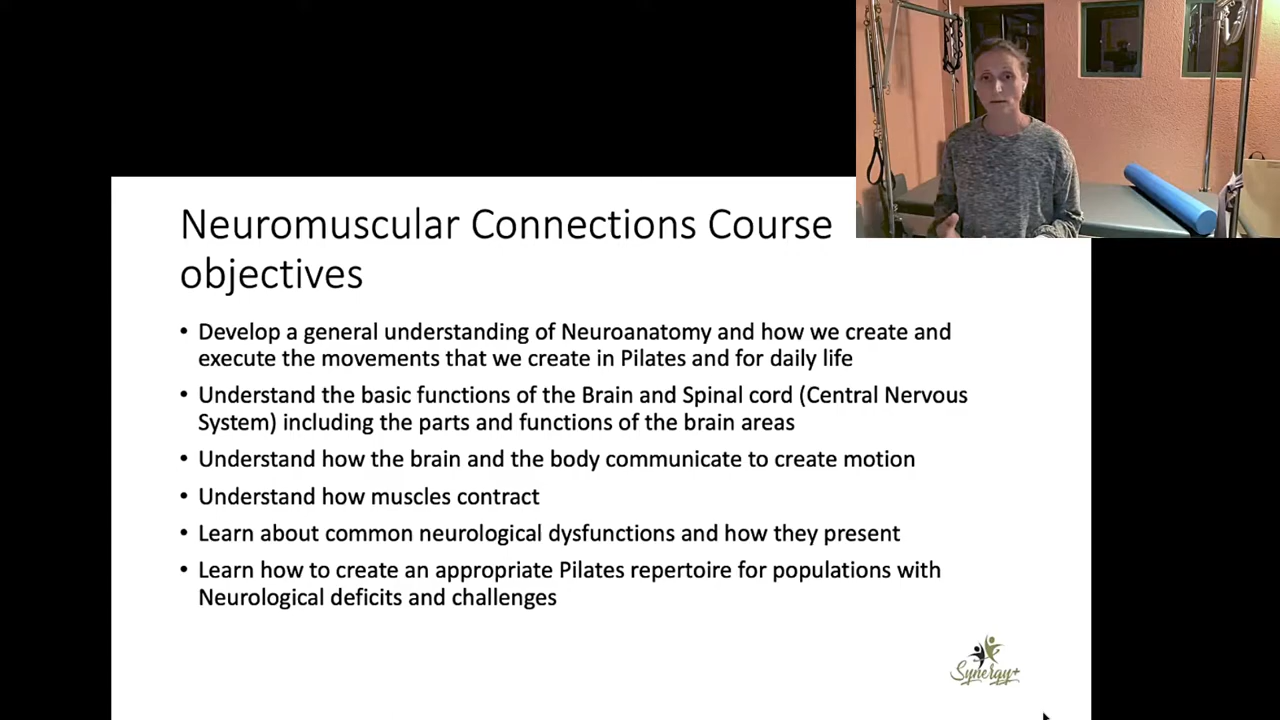 Neuromuscular Connections Course
objectives
• Develop a general understanding of Neuroanatomy and how we create and
execute the movements that we create in Pilates and for daily life
• Understand the basic functions of the Brain and Spinal cord (Central Nervous
System) including the parts and functions of the brain areas
• Understand how the brain and the body communicate to create motion
• Understand how muscles contract
• Learn about common neurological dysfunctions and how they present
• Learn how to create an appropriate Pilates repertoire for populations with
Neurological deficits and challenges
Synergy+